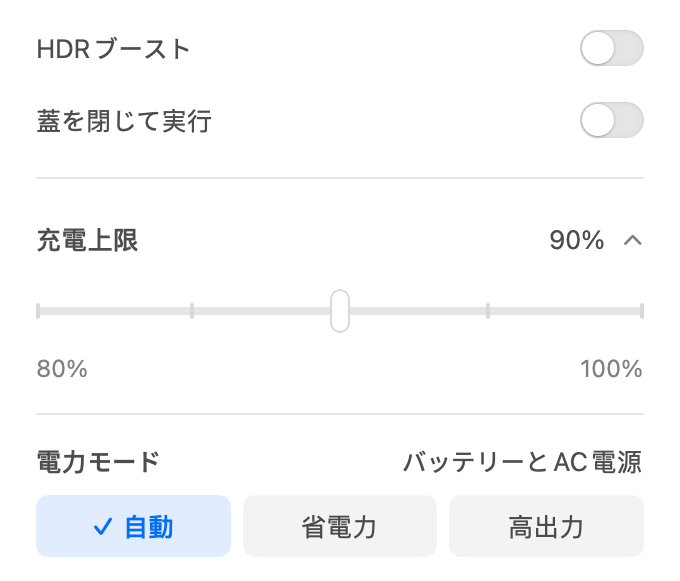 HDRブースト
蓋を閉じて実行
充電上限 90%
80% 100%
電力モード バッテリーとAC電源
自動 省電力 高出力